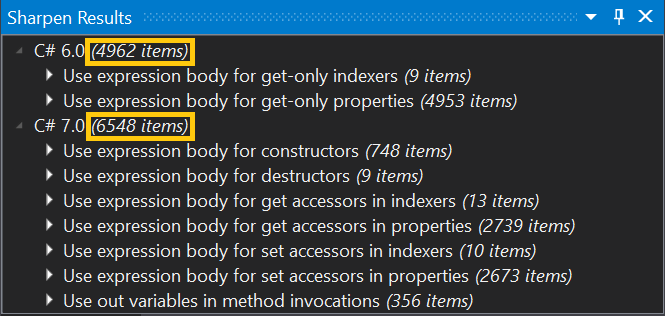 Sharpen Results
C# 6.0 (4962 items)
Use expression body for get-only indexers (9 items)
Use expression body for get-only properties (4953 items)
C# 7.0 (6548 items)
Use expression body for constructors (748 items)
Use expression body for destructors (9 items)
Use expression body for get accessors in indexers (13 items)
Use expression body for get accessors in properties (2739 items)
Use expression body for set accessors in indexers (10 items)
Use expression body for set accessors in properties (2673 items)
Use out variables in method invocations (356 items)